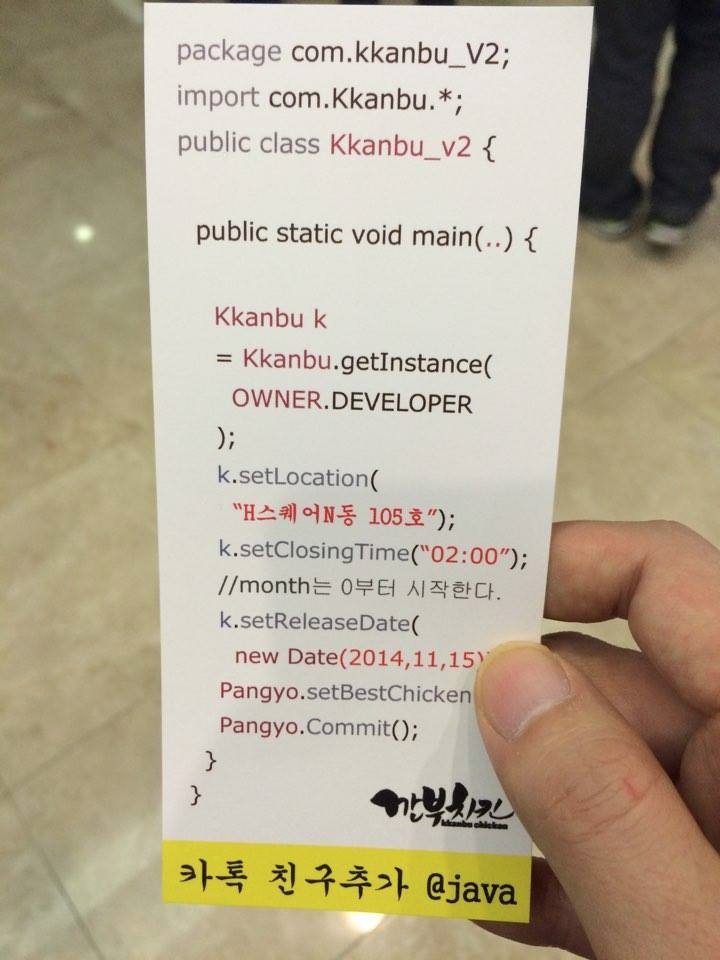 package com.kkanbu_V2;
import com.Kkanbu.*;
public class Kkanbu_v2 {
public static void main(..) {
Kkanbu k
= Kkanbu.getInstance(
OWNER.DEVELOPER
);
k.setLocation(
“H스퀘어N동 105호”);
k.setClosingTime(“02:00”);
//month는 0부터 시작한다.
k.setReleaseDate(
new Date(2014,11,15)
Pangyo.setBestChicken
Pangyo.Commit();
}
}
깐부치킨
kkanbu chicken
카톡 친구추가 @java